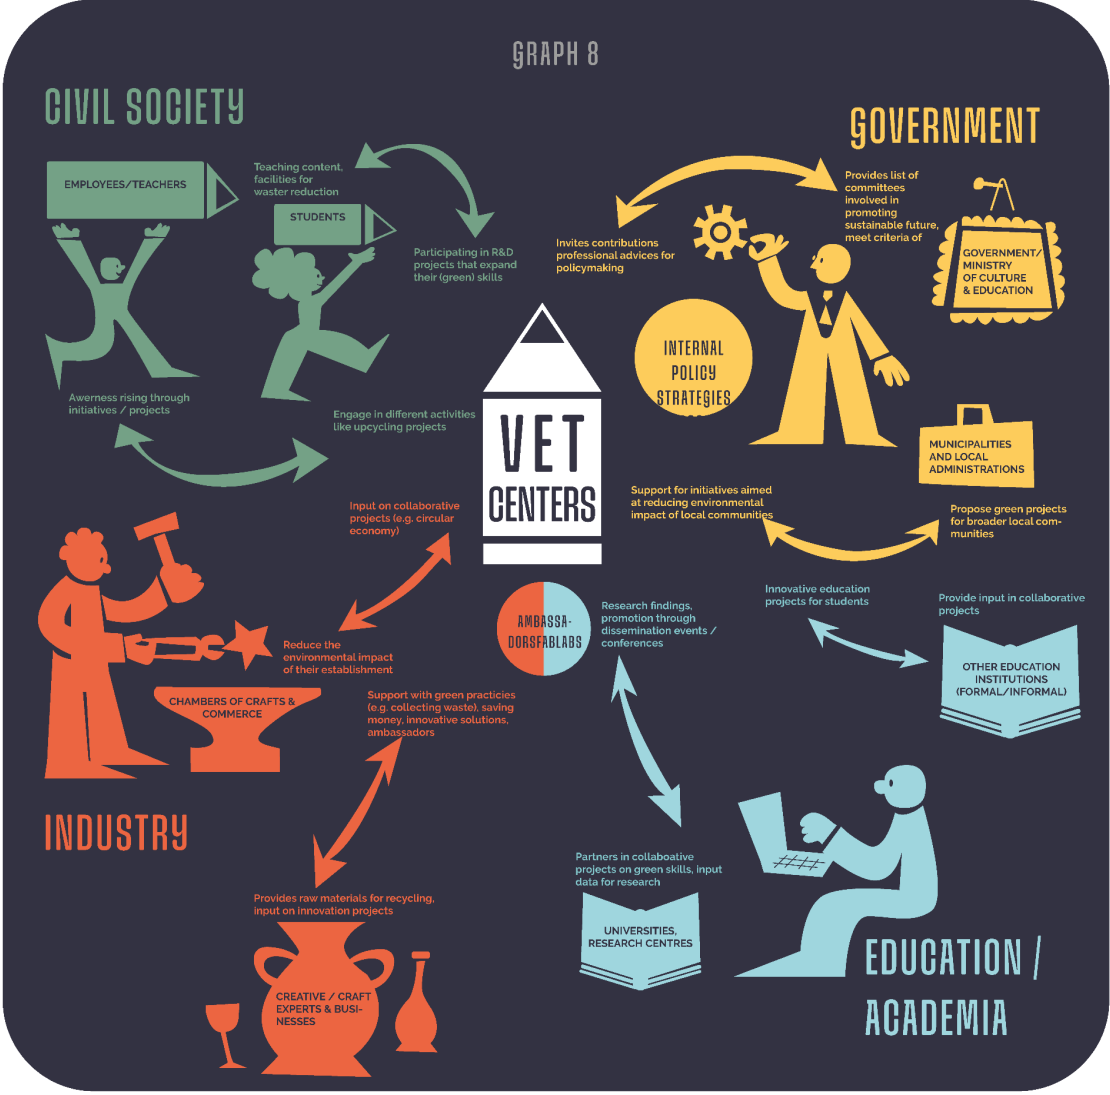 GRAPH 8
CIVIL SOCIETY
EMPLOYEES/TEACHERS
Teaching content,
facilities for
waster reduction
STUDENTS
Participating in R&D
projects that expand
their (green) skills
Awerness rising through
initiatives / projects
Engage in different activities
like upcycling projects
GOVERNMENT
Invites contributions
professional advices for
policymaking
Provides list of
committees
involved in
promoting
sustainable future,
meet criteria of
GOVERNMENT/
MINISTRY
OF CULTURE
& EDUCATION
INTERNAL
POLICY
STRATEGIES
MUNICIPALITIES
AND LOCAL
ADMINISTRATIONS
Support for initiatives aimed
at reducing environmental
impact of local communities
Propose green projects
for broader local com-
munities
VET
CENTERS
AMBASSA-
DORSFABLABS
Input on collaborative
projects (e.g. circular
economy)
Reduce the
environmental impact
of their establishment
CHAMBERS OF CRAFTS &
COMMERCE
Support with green practicies
(e.g. collecting waste), saving
money, innovative solutions,
ambassadors
INDUSTRY
Provides raw materials for recycling,
input on innovation projects
CREATIVE / CRAFT
EXPERTS & BUSI-
NESSES
Research findings,
promotion through
dissemination events /
conferences
Innovative education
projects for students
Provide input in collaborative
projects
OTHER EDUCATION
INSTITUTIONS
(FORMAL/INFORMAL)
Partners in collaboative
projects on green skills, input
data for research
UNIVERSITIES,
RESEARCH CENTRES
EDUCATION /
ACADEMIA